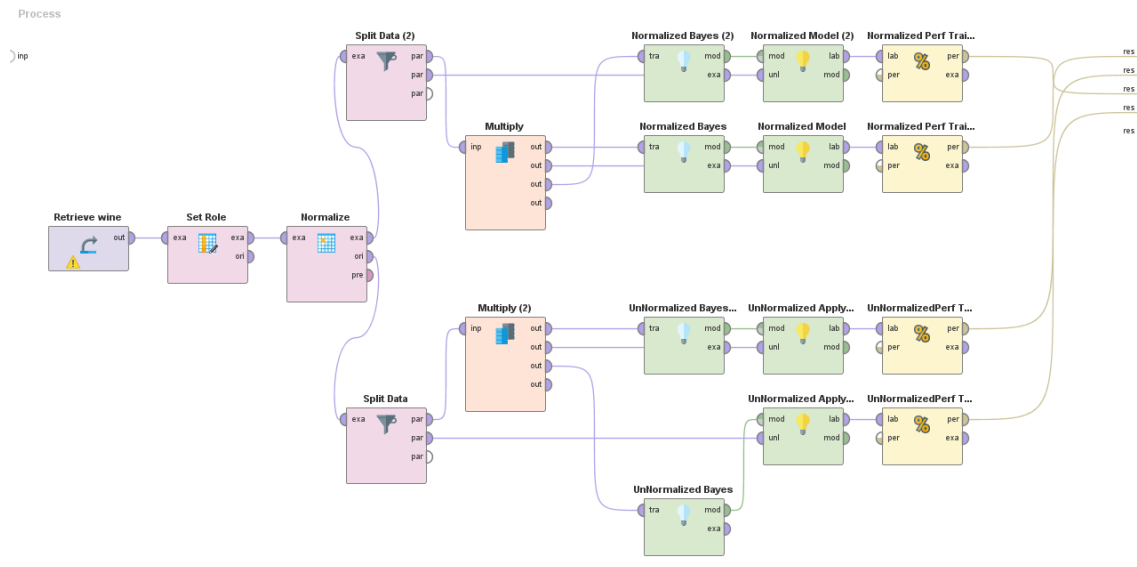 Process
inp
Split Data (2)
exa par
par
par
Normalized Bayes (2)
tra mod
exa
Normalized Model (2)
mod lab
unl mod
Normalized Perf Trai...
lab per
per exa
res
res
res
res
res
Multiply
inp out
out
out
out
Normalized Bayes
tra mod
exa
Normalized Model
mod lab
unl mod
Normalized Perf Trai...
lab per
per exa
Retrieve wine
out
Set Role
exa exa
ori
Normalize
exa exa
ori
pre
Multiply (2)
inp out
out
out
out
UnNormalized Bayes...
tra mod
exa
UnNormalized Apply...
mod lab
unl mod
UnNormalizedPerf T...
lab per
per exa
Split Data
exa par
par
par
UnNormalized Apply...
mod lab
unl mod
UnNormalizedPerf T...
lab per
per exa
UnNormalized Bayes
tra mod
exa